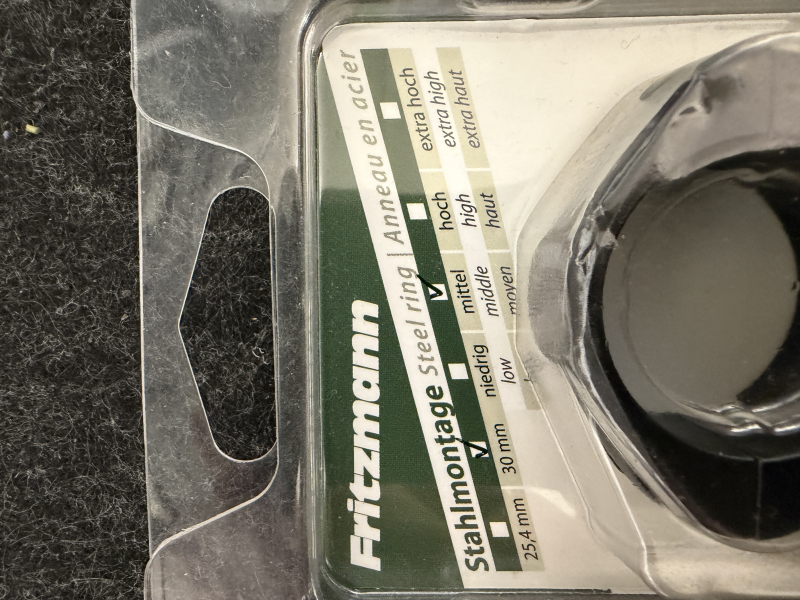 Fritzmann
Stahlmontage Steel ring | Anneau en acier
25,4 mm 30 mm niedrig mittel hoch extra hoch
low middle high extra high
moyen haut extra haut